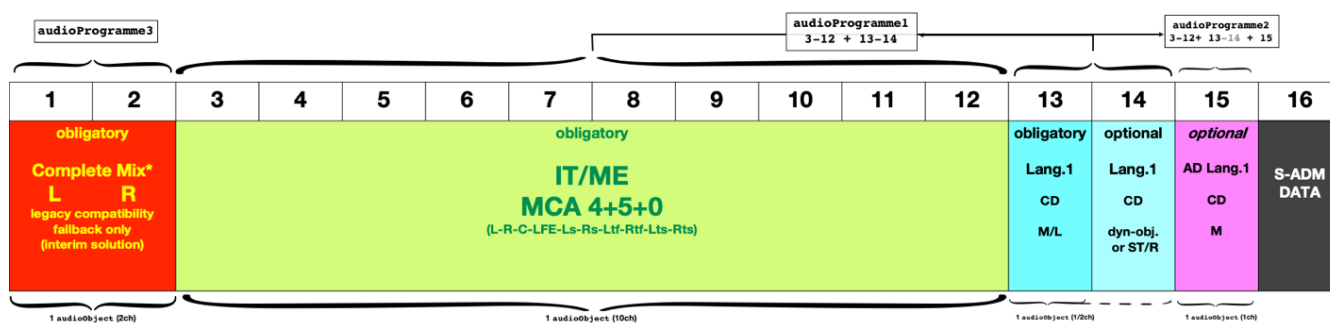 audioProgramme3
audioProgramme1
3-12 + 13-14
audioProgramme2
3-12+ 13-14 + 15
1 2 3 4 5 6 7 8 9 10 11 12 13 14 15 16
obligatory
Complete Mix*
L R
legacy compatibility
fallback only
(interim solution)
obligatory
IT/ME
MCA 4+5+0
(L-R-C-LFE-Ls-Rs-Ltf-Rtf-Lts-Rts)
obligatory
Lang.1
CD
M/L
optional
Lang.1
CD
dyn-obj.
or ST/R
optional
AD Lang.1
CD
M
S-ADM
DATA
1 audioObject (2ch)
1 audioObject (10ch)
1 audioObject (1/2ch)
1 audioObject (1ch)